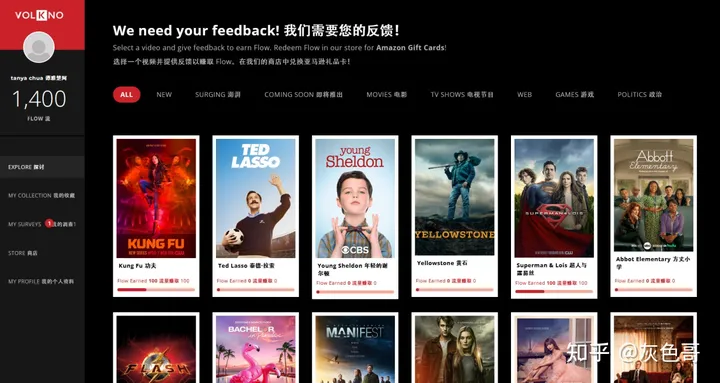 VOLKNO
tanya chua 德雅慧网
1,400
FLOW 流
EXPLORE 探讨
MY COLLECTION 我的收藏
MY SURVEYS 1 我的调查1
STORE 商店
MY PROFILE 我的个人资料
We need your feedback! 我们需要您的反馈！
Select a video and give feedback to earn Flow. Redeem Flow in our store for Amazon Gift Cards!
选择一个视频并提供反馈以赚取 Flow。在我们的商店中兑换亚马逊礼品卡！
ALL NEW SURGING 澎湃 COMING SOON 即将推出 MOVIES 电影 TV SHOWS 电视节目 WEB GAMES 游戏 POLITICS 政治
KUNG FU
Kung Fu 功夫
Flow Earned 100 流量赚取 100
TED LASSO
Ted Lasso 泰德·拉索
Flow Earned 0 流量赚取 0
young Sheldon
CBS
Young Sheldon 年轻的谢尔顿
Flow Earned 0 流量赚取 0
YELLOWSTONE
Yellowstone 黄石
Flow Earned 0 流量赚取 0
SUPERMAN & LOIS
Superman & Lois 超人与露易丝
Flow Earned 0 流量赚取 0
Abbott Elementary
abc hulu
Abbot Elementary 方丈小学
Flow Earned 0 流量赚取 0
FLASH
BACHELOR
MANIFEST
知乎 @灰色哥